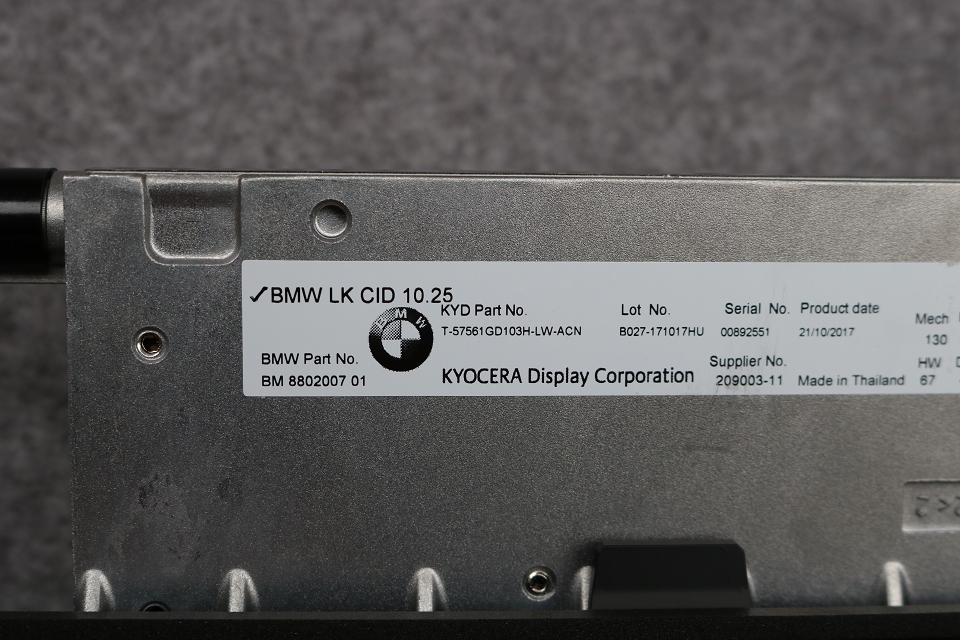 ✓BMW LK CID 10.25
KYD Part No.
T-57561GD103H-LW-ACN
Lot No.
B027-171017HU
Serial No.
00892551
Product date
21/10/2017
Mech
130
BMW
BMW Part No.
BM 8802007 01
KYOCERA Display Corporation
Supplier No.
209003-11
Made in Thailand
HW
67